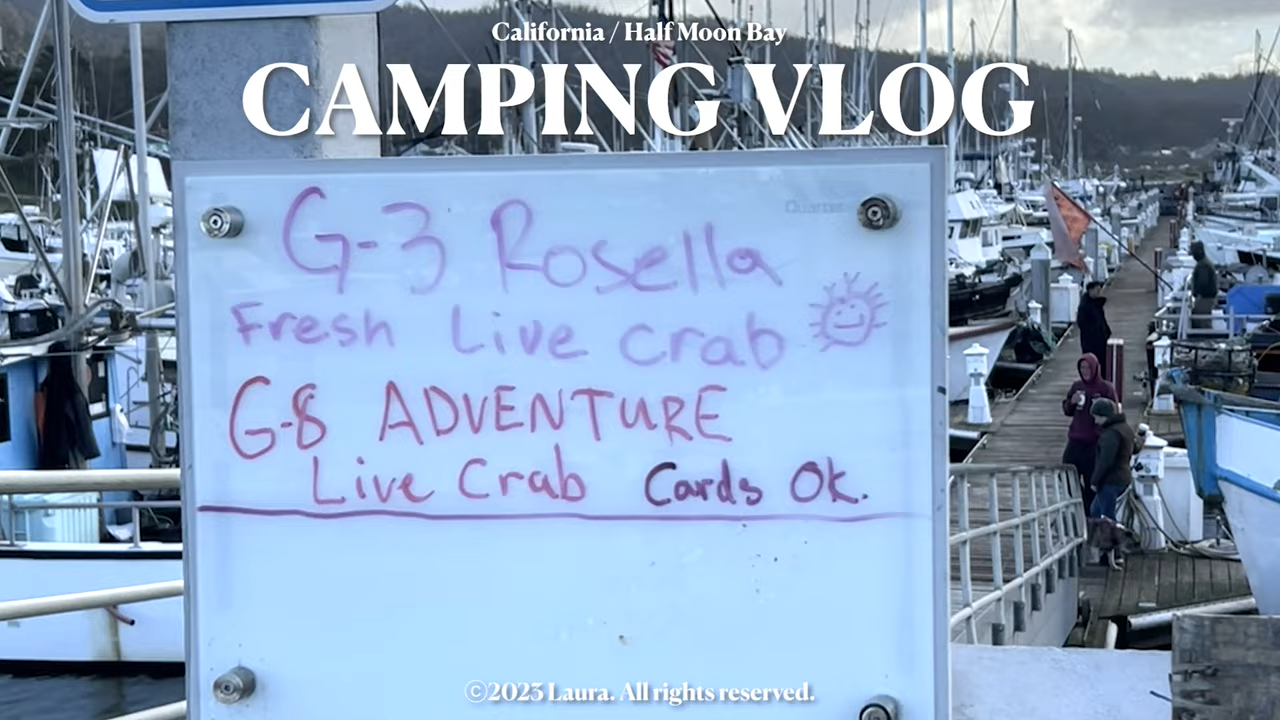 California / Half Moon Bay
CAMPING VLOG
Quarter
G-3 Rosella
Fresh Live crab
G-8 ADVENTURE
Live Crab Cards Ok.
©2023 Laura. All rights reserved.